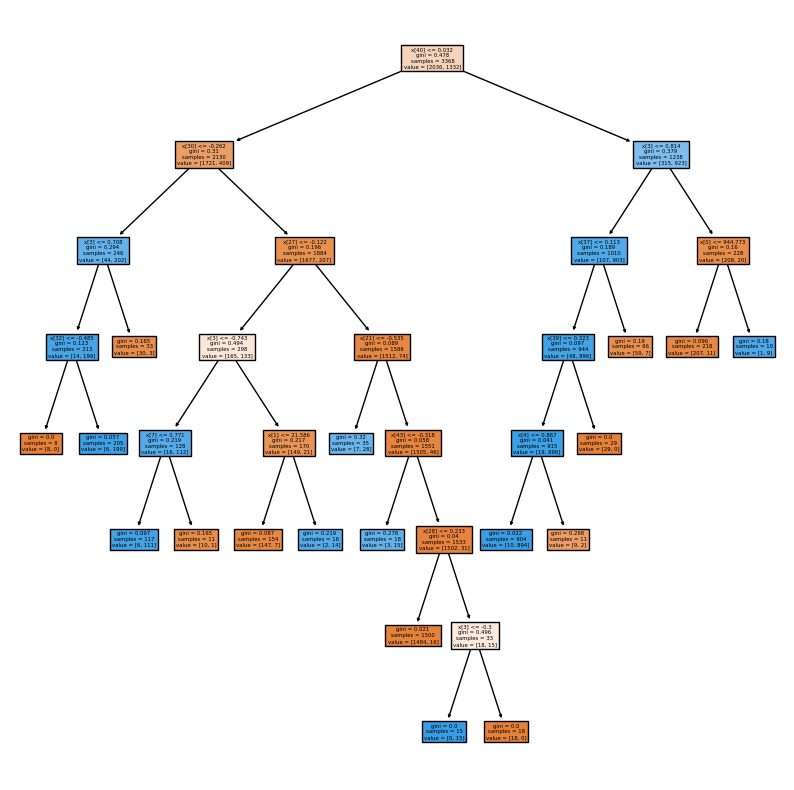 x[40] <= 0.032
gini = 0.478
samples = 3368
value = [2036, 1332]
x[30] <= -0.262
gini = 0.31
samples = 2130
value = [1721, 409]
x[3] <= 0.814
gini = 0.379
samples = 1238
value = [315, 923]
x[3] <= 0.708
gini = 0.294
samples = 246
value = [44, 202]
x[27] <= -0.122
gini = 0.196
samples = 1884
value = [1677, 207]
x[37] <= 0.113
gini = 0.189
samples = 1010
value = [107, 903]
x[0] <= 944.773
gini = 0.16
samples = 228
value = [208, 20]
x[32] <= -0.485
gini = 0.123
samples = 213
value = [14, 199]
gini = 0.165
samples = 33
value = [30, 3]
x[3] <= -0.743
gini = 0.494
samples = 298
value = [165, 133]
x[21] <= -0.535
gini = 0.089
samples = 1586
value = [1512, 74]
x[39] <= 0.323
gini = 0.097
samples = 944
value = [48, 896]
gini = 0.19
samples = 66
value = [59, 7]
gini = 0.096
samples = 218
value = [207, 11]
gini = 0.18
samples = 10
value = [1, 9]
gini = 0.0
samples = 8
value = [8, 0]
gini = 0.057
samples = 205
value = [6, 199]
x[7] <= 0.771
gini = 0.219
samples = 128
value = [16, 112]
x[1] <= 21.586
gini = 0.217
samples = 170
value = [149, 21]
gini = 0.32
samples = 35
value = [7, 28]
x[43] <= -0.318
gini = 0.058
samples = 1551
value = [1505, 46]
x[4] <= 0.867
gini = 0.041
samples = 915
value = [19, 896]
gini = 0.0
samples = 29
value = [29, 0]
gini = 0.097
samples = 117
value = [6, 111]
gini = 0.165
samples = 11
value = [10, 1]
gini = 0.087
samples = 154
value = [147, 7]
gini = 0.219
samples = 16
value = [2, 14]
gini = 0.278
samples = 18
value = [3, 15]
x[28] <= 0.233
gini = 0.04
samples = 1533
value = [1502, 31]
gini = 0.022
samples = 904
value = [10, 894]
gini = 0.298
samples = 11
value = [9, 2]
gini = 0.021
samples = 1500
value = [1484, 16]
x[3] <= -0.3
gini = 0.496
samples = 33
value = [18, 15]
gini = 0.0
samples = 15
value = [0, 15]
gini = 0.0
samples = 18
value = [18, 0]